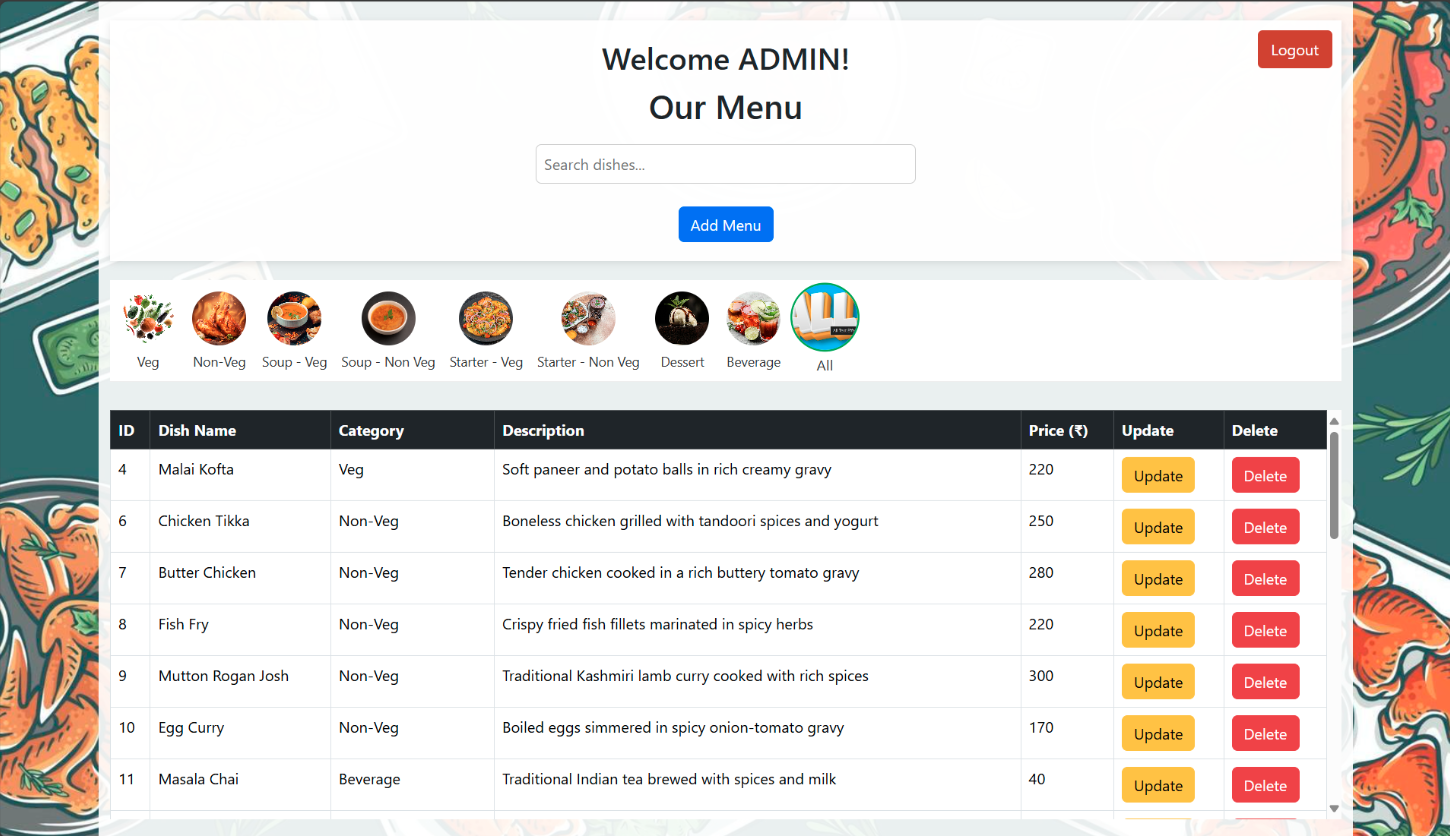 Logout
Welcome ADMIN!
Our Menu
Search dishes...
Add Menu
Veg Non-Veg Soup - Veg Soup - Non Veg Starter - Veg Starter - Non Veg Dessert Beverage All
ID Dish Name Category Description Price (₹) Update Delete
4 Malai Kofta Veg Soft paneer and potato balls in rich creamy gravy 220 Update Delete
6 Chicken Tikka Non-Veg Boneless chicken grilled with tandoori spices and yogurt 250 Update Delete
7 Butter Chicken Non-Veg Tender chicken cooked in a rich buttery tomato gravy 280 Update Delete
8 Fish Fry Non-Veg Crispy fried fish fillets marinated in spicy herbs 220 Update Delete
9 Mutton Rogan Josh Non-Veg Traditional Kashmiri lamb curry cooked with rich spices 300 Update Delete
10 Egg Curry Non-Veg Boiled eggs simmered in spicy onion-tomato gravy 170 Update Delete
11 Masala Chai Beverage Traditional Indian tea brewed with spices and milk 40 Update Delete